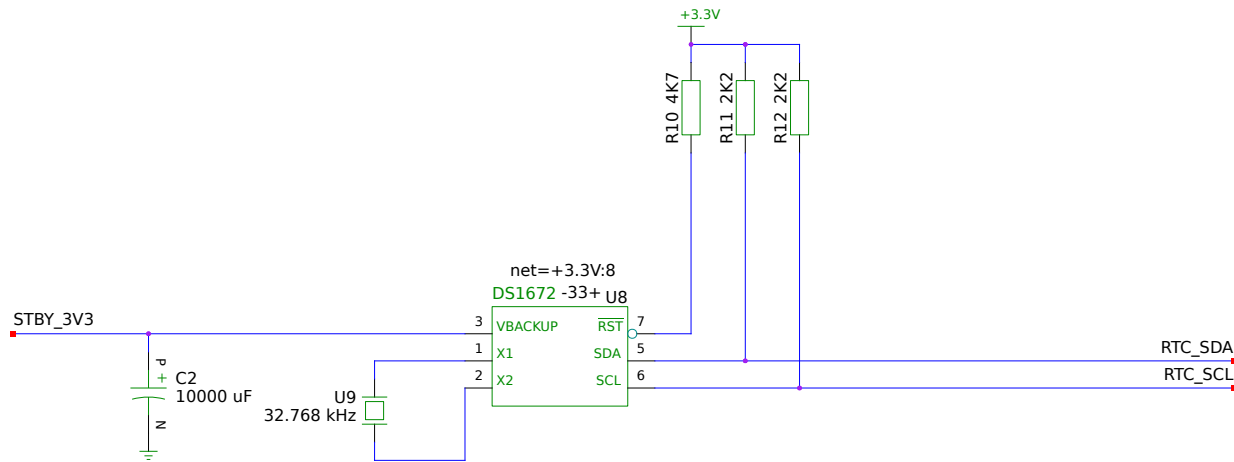 +3.3V
R10 4K7
R11 2K2
R12 2K2
net=+3.3V:8
DS1672 -33+ U8
STBY_3V3
3 VBACKUP
RST 7
1 X1
SDA 5
2 X2
SCL 6
RTC_SDA
RTC_SCL
P
+
C2
10000 uF
N
U9
32.768 kHz